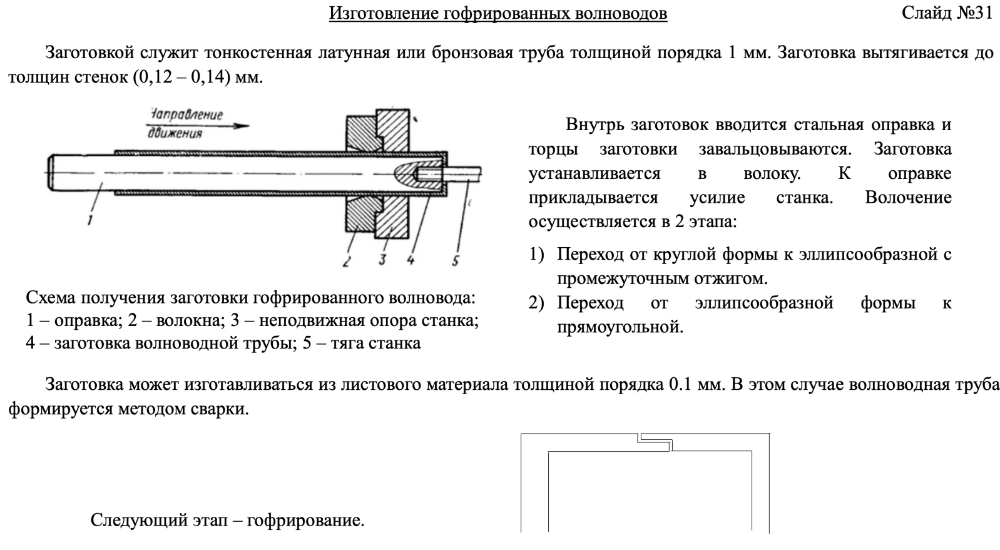 Изготовление гофрированных волноводов
Слайд №31
Заготовкой служит тонкостенная латунная или бронзовая труба толщиной порядка 1 мм. Заготовка вытягивается до
толщин стенок (0,12 – 0,14) мм.
Направление
движения
1
2
3
4
5
Схема получения заготовки гофрированного волновода:
1 – оправка; 2 – волокна; 3 – неподвижная опора станка;
4 – заготовка волноводной трубы; 5 – тяга станка
Внутрь заготовок вводится стальная оправка и
торцы заготовки завальцовываются. Заготовка
устанавливается в волоку. К оправке
прикладывается усилие станка. Волочение
осуществляется в 2 этапа:
1) Переход от круглой формы к эллипсообразной с
промежуточным отжигом.
2) Переход от эллипсообразной формы к
прямоугольной.
Заготовка может изготавливаться из листового материала толщиной порядка 0.1 мм. В этом случае волноводная труба
формируется методом сварки.
Следующий этап – гофрирование.